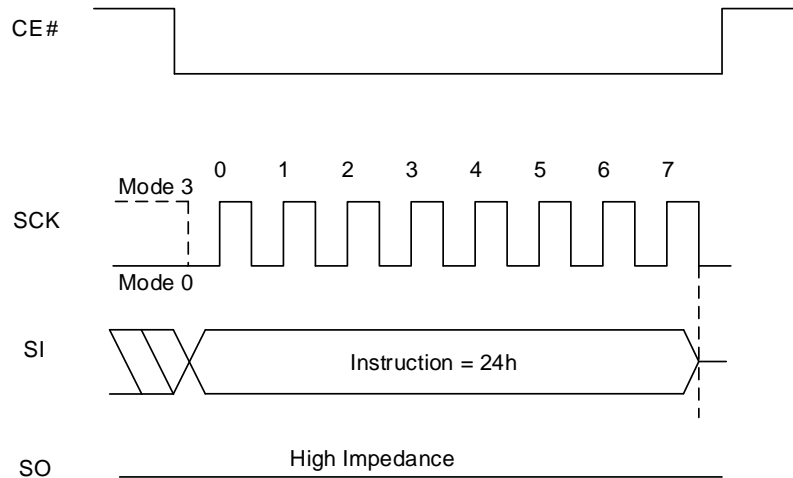 CE#
0 1 2 3 4 5 6 7
Mode 3
SCK
Mode 0
SI
Instruction = 24h
High Impedance
SO